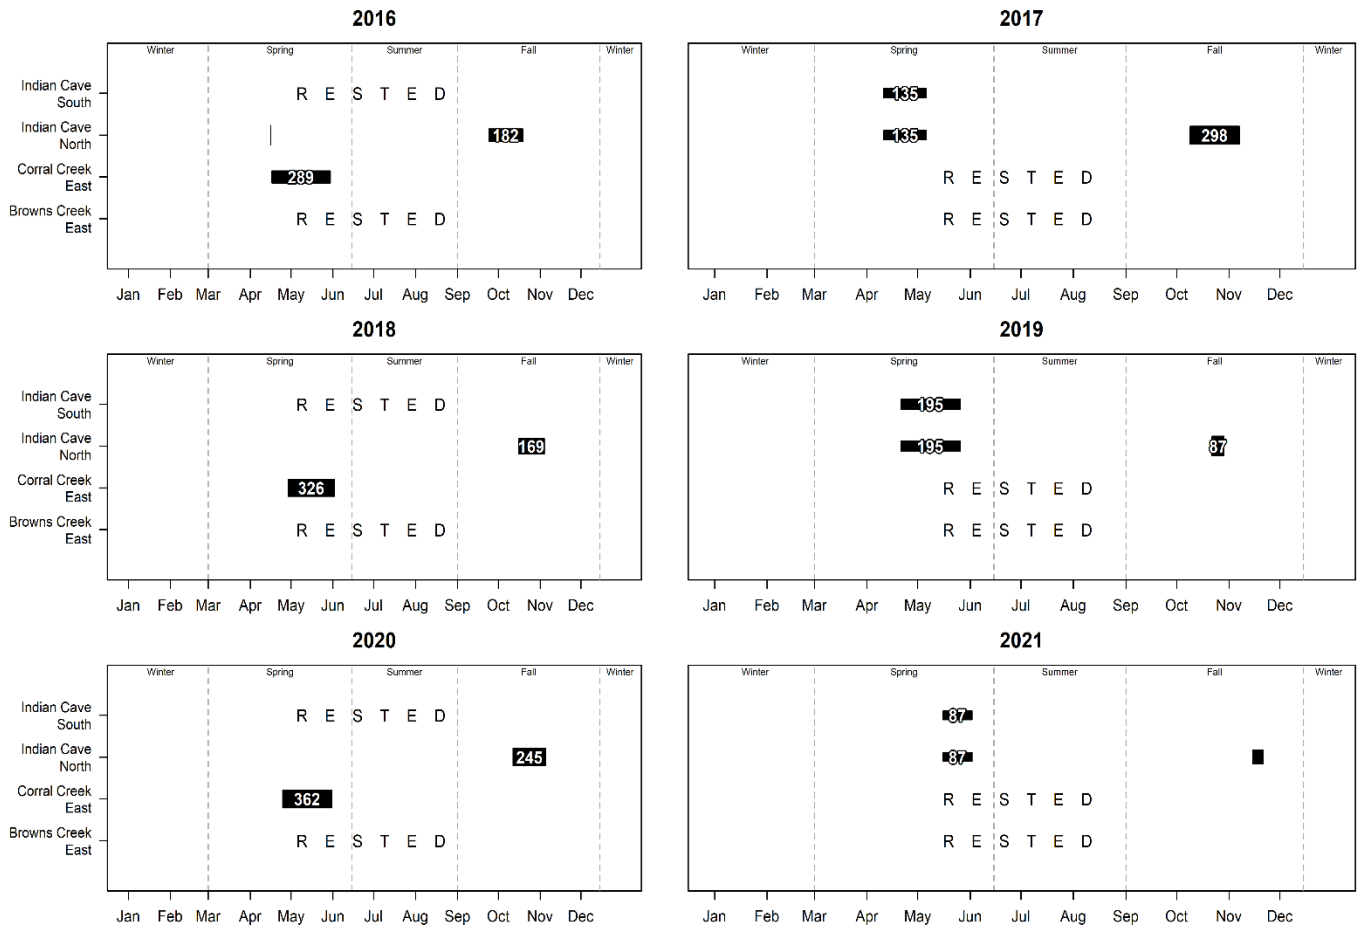 2016
Winter Spring Summer Fall Winter
Indian Cave
South
R E S T E D
Indian Cave
North
182
Corral Creek
East
289
Browns Creek
East
R E S T E D
Jan Feb Mar Apr May Jun Jul Aug Sep Oct Nov Dec
2017
Winter Spring Summer Fall Winter
135
135 298
R E S T E D
R E S T E D
Jan Feb Mar Apr May Jun Jul Aug Sep Oct Nov Dec
2018
Winter Spring Summer Fall Winter
Indian Cave
South
R E S T E D
Indian Cave
North
169
Corral Creek
East
326
Browns Creek
East
R E S T E D
Jan Feb Mar Apr May Jun Jul Aug Sep Oct Nov Dec
2019
Winter Spring Summer Fall Winter
195
195 87
R E S T E D
R E S T E D
Jan Feb Mar Apr May Jun Jul Aug Sep Oct Nov Dec
2020
Winter Spring Summer Fall Winter
Indian Cave
South
R E S T E D
Indian Cave
North
245
Corral Creek
East
362
Browns Creek
East
R E S T E D
Jan Feb Mar Apr May Jun Jul Aug Sep Oct Nov Dec
2021
Winter Spring Summer Fall Winter
87
87
R E S T E D
R E S T E D
Jan Feb Mar Apr May Jun Jul Aug Sep Oct Nov Dec